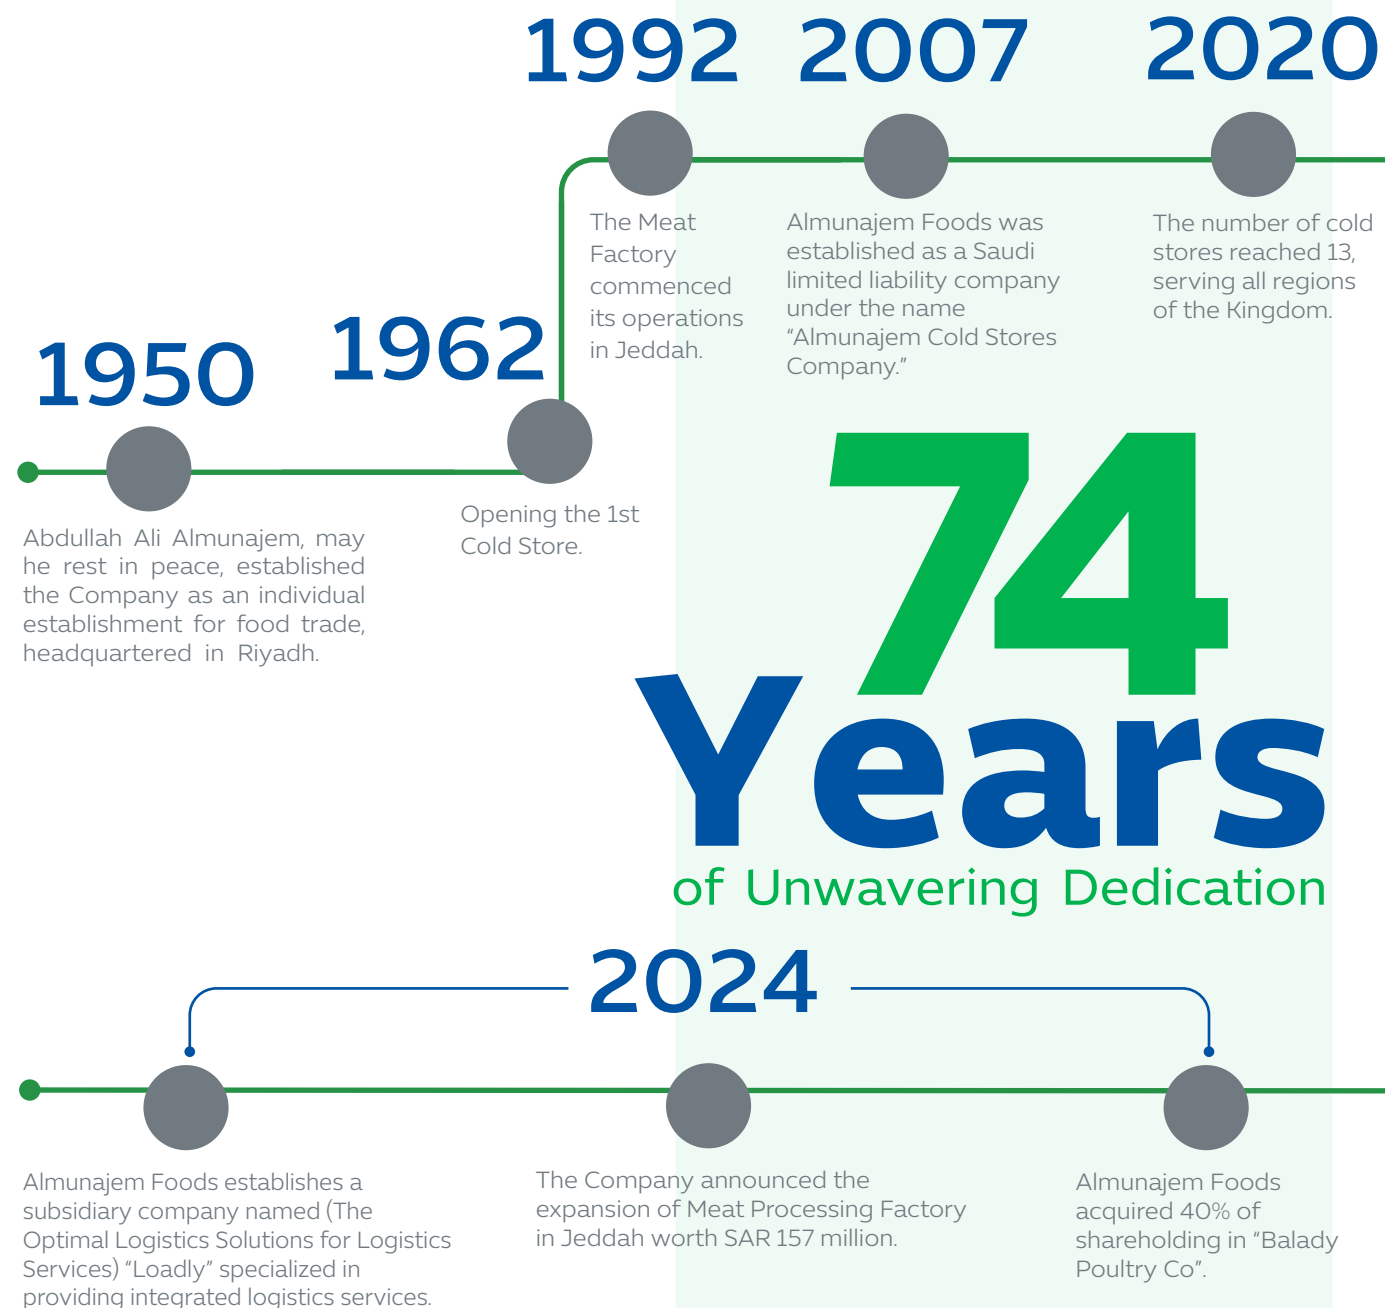 1950
Abdullah Ali Almunajem, may
he rest in peace, established
the Company as an individual
establishment for food trade,
headquartered in Riyadh.
1962
Opening the 1st
Cold Store.
1992
The Meat
Factory
commenced
its operations
in Jeddah.
2007
Almunajem Foods was
established as a Saudi
limited liability company
under the name
“Almunajem Cold Stores
Company.”
2020
The number of cold
stores reached 13,
serving all regions
of the Kingdom.
74
Years
of Unwavering Dedication
2024
Almunajem Foods establishes a
subsidiary company named (The
Optimal Logistics Solutions for Logistics
Services) “Loadly” specialized in
providing integrated logistics services.
The Company announced the
expansion of Meat Processing Factory
in Jeddah worth SAR 157 million.
Almunajem Foods
acquired 40% of
shareholding in “Balady
Poultry Co”.